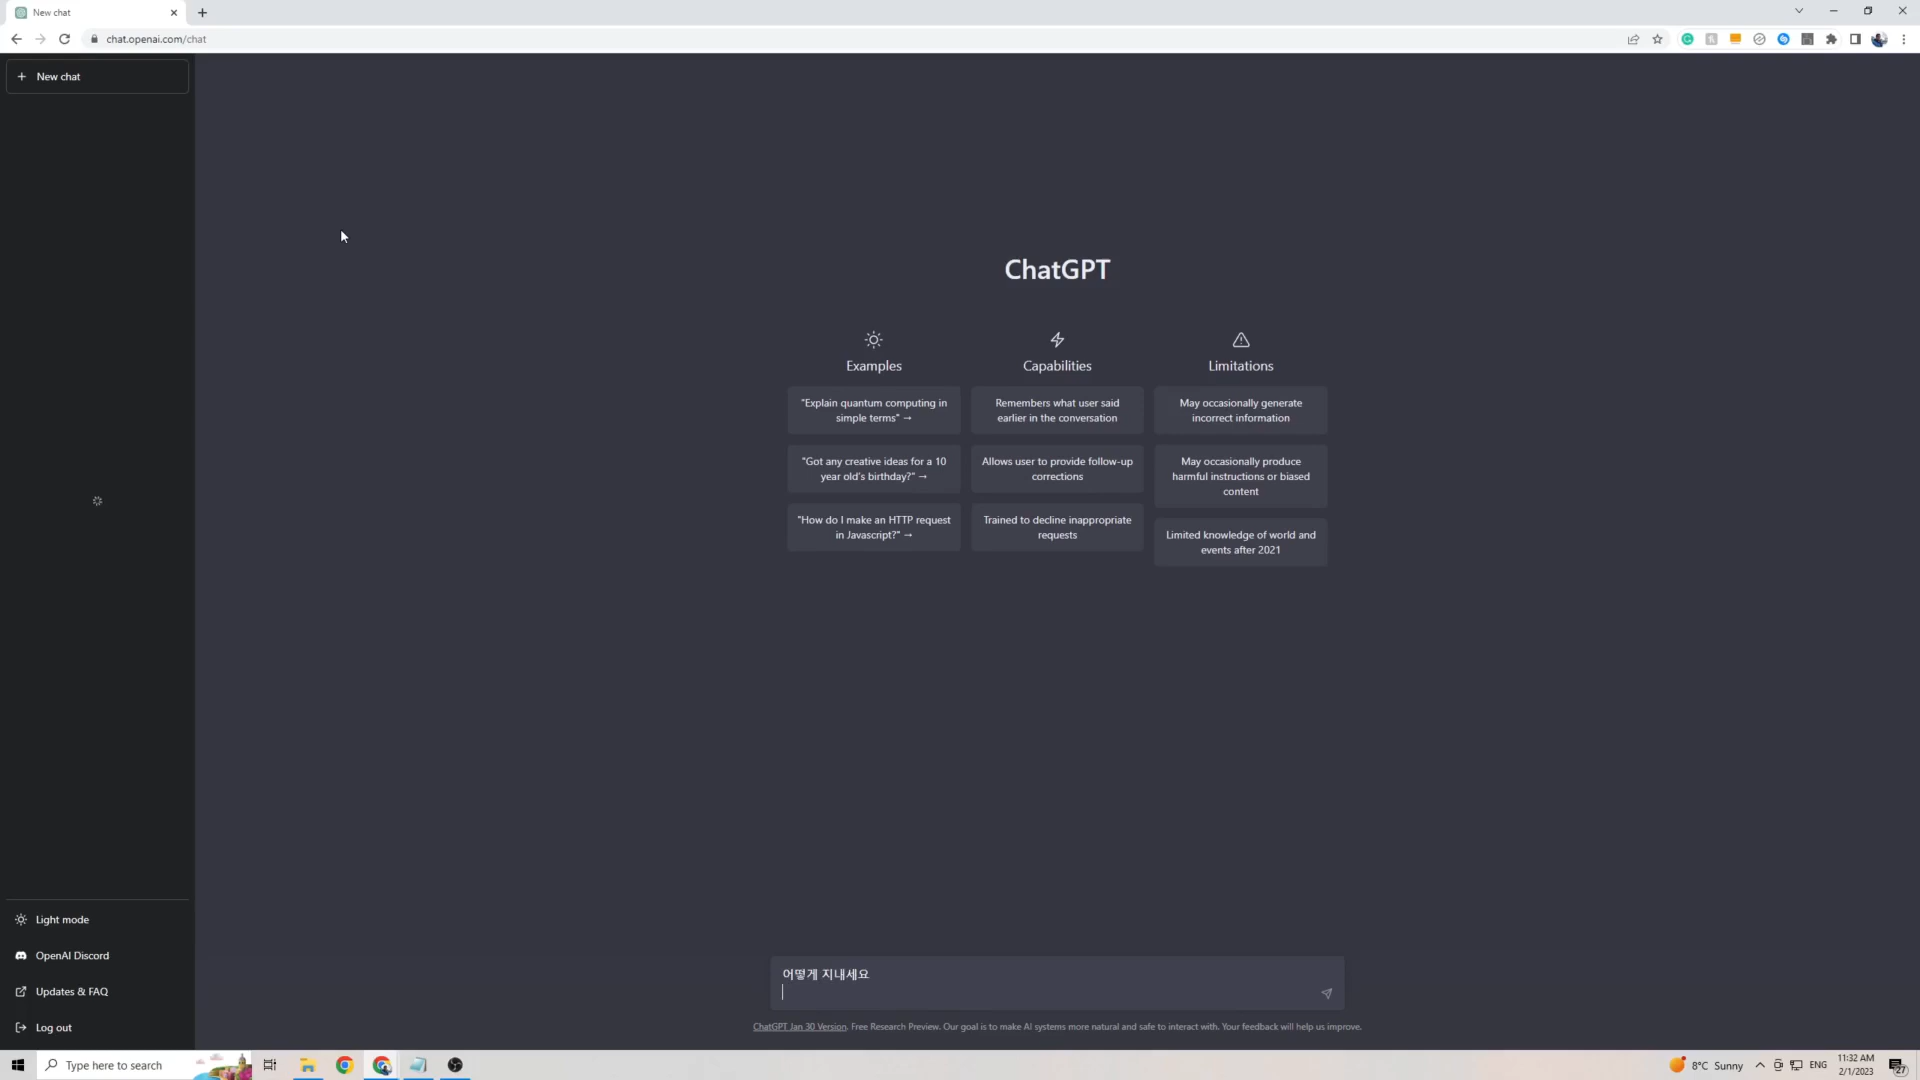 New chat
chat.openai.com/chat
New chat
ChatGPT
Examples
"Explain quantum computing in
simple terms" →
"Got any creative ideas for a 10
year old's birthday?" →
"How do I make an HTTP request
in Javascript?" →
Capabilities
Remembers what user said
earlier in the conversation
Allows user to provide follow-up
corrections
Trained to decline inappropriate
requests
Limitations
May occasionally generate
incorrect information
May occasionally produce
harmful instructions or biased
content
Limited knowledge of world and
events after 2021
Light mode
OpenAI Discord
Updates & FAQ
Log out
어떻게 지내세요
ChatGPT Jan 30 Version. Free Research Preview. Our goal is to make AI systems more natural and safe to interact with. Your feedback will help us improve.
Type here to search
8°C Sunny
ENG
11:32 AM
2/1/2023
27